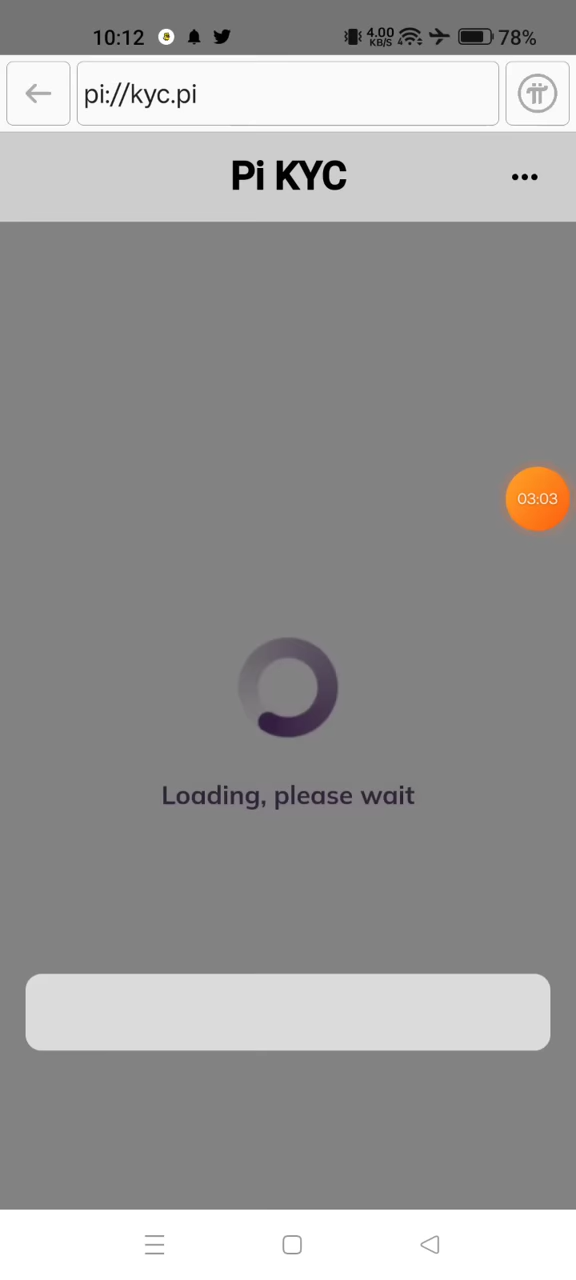 10:12 4.00 KB/S 78%
pi://kyc.pi
Pi KYC
03:03
Loading, please wait